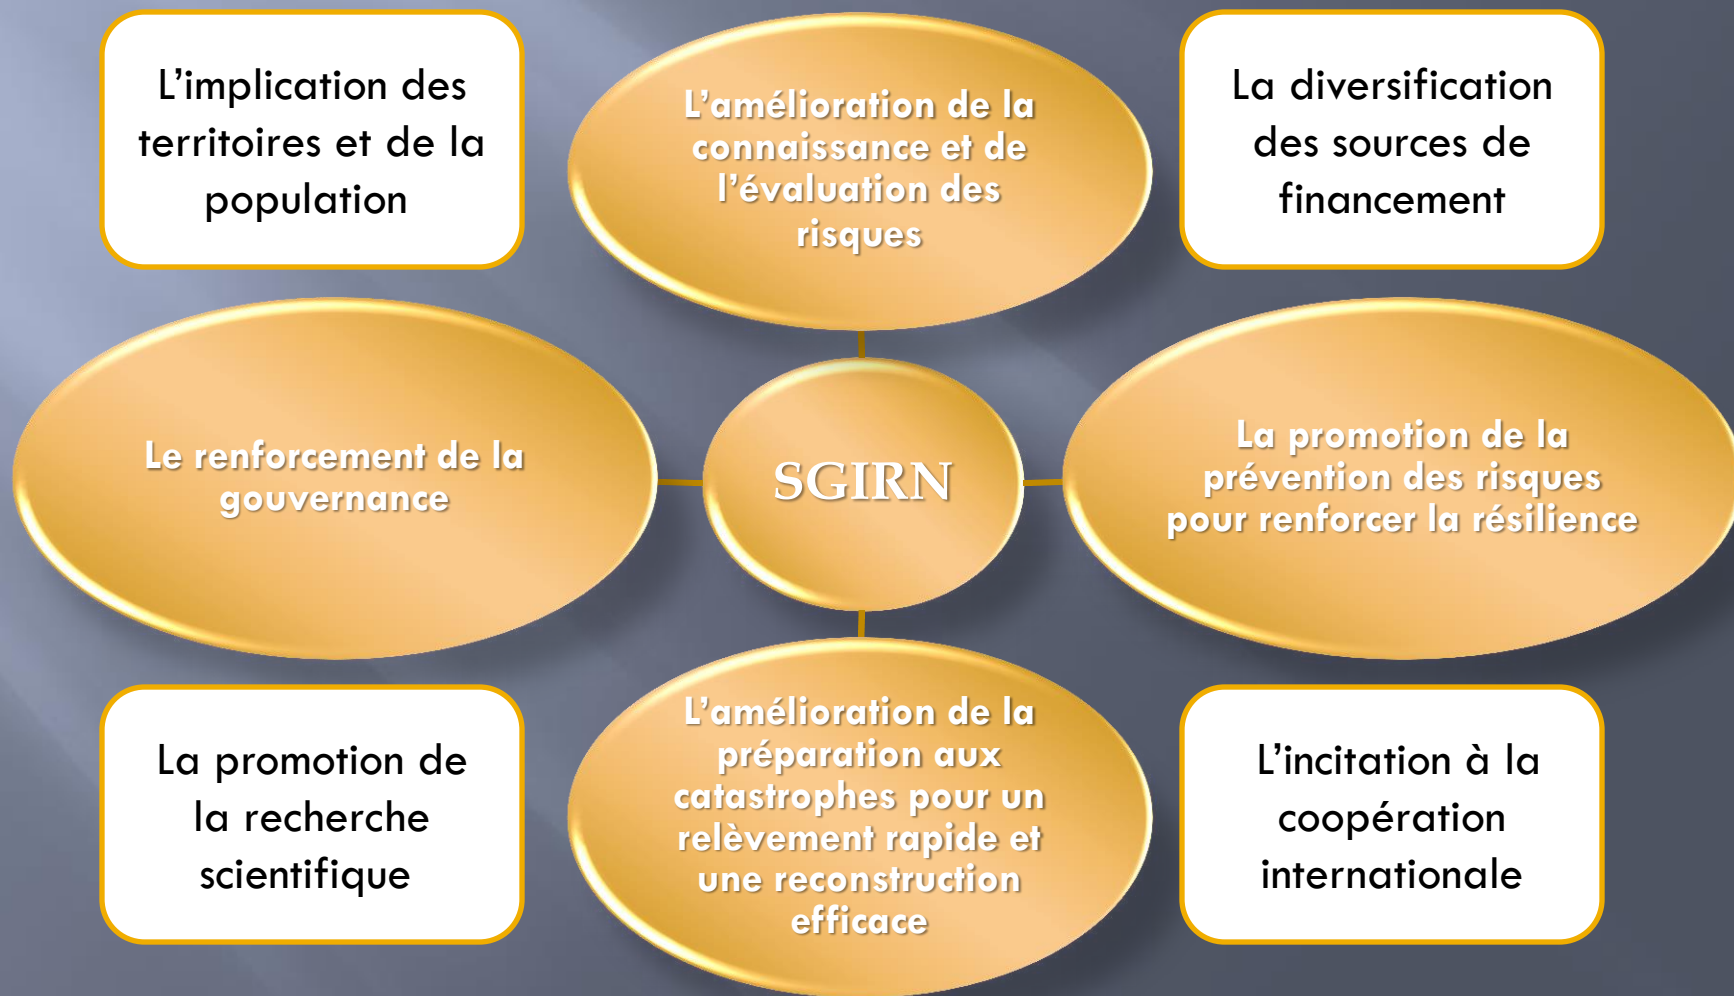 L'implication des
territoires et de la
population
L'amélioration de la
connaissance et de
l'évaluation des
risques
La diversification
des sources de
financement
Le renforcement de la
gouvernance
SGIRN
La promotion de la
prévention des risques
pour renforcer la résilience
La promotion de
la recherche
scientifique
L'amélioration de la
préparation aux
catastrophes pour un
relèvement rapide et
une reconstruction
efficace
L'incitation à la
coopération
internationale